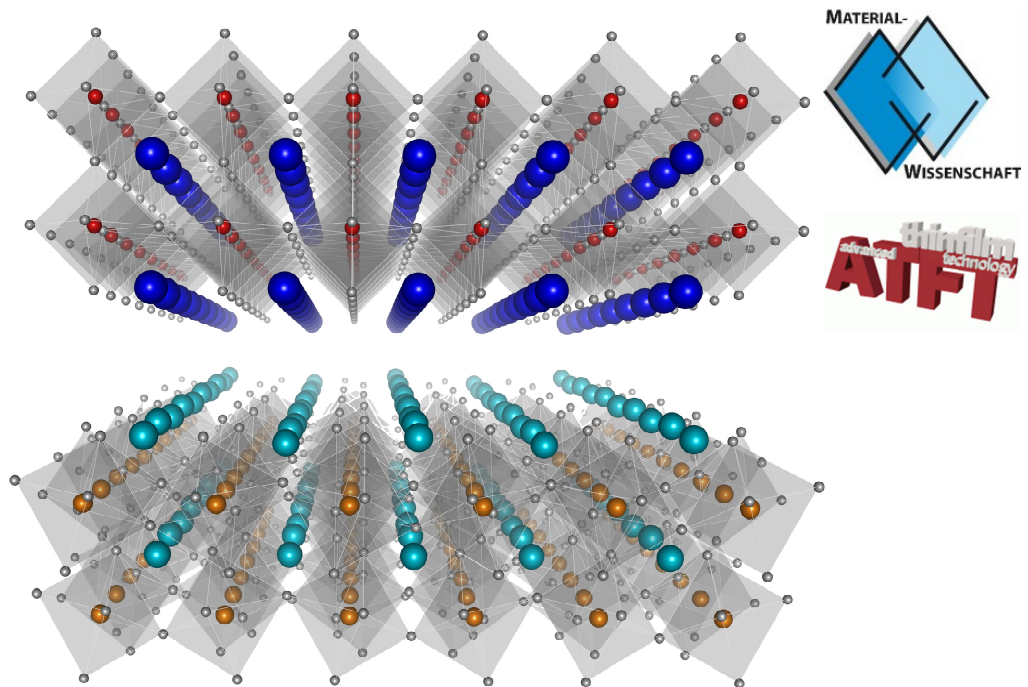 MATERIAL-
WISSENSCHAFT
thinfilm
advanced
technology
ATFT